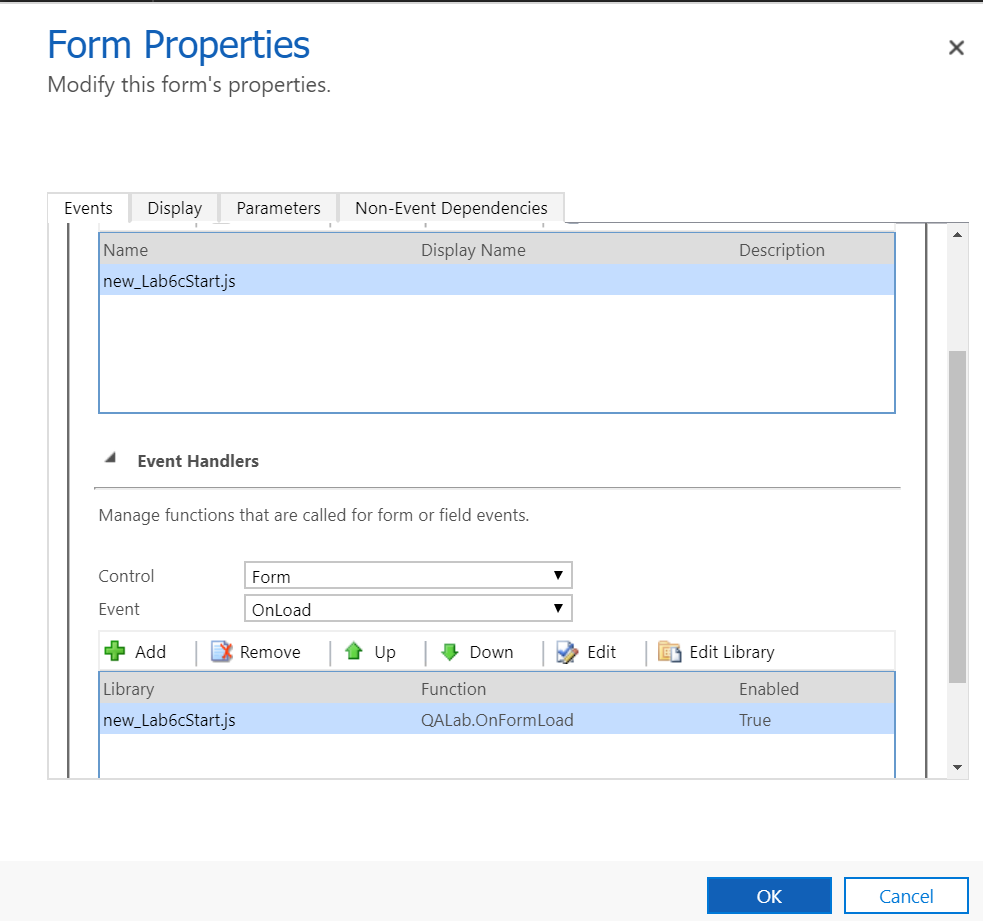 Form Properties
Modify this form's properties.
Events Display Parameters Non-Event Dependencies
Name Display Name Description
new_Lab6cStart.js
Event Handlers
Manage functions that are called for form or field events.
Control Form
Event OnLoad
Add Remove Up Down Edit Edit Library
Library Function Enabled
new_Lab6cStart.js QALab.OnFormLoad True
OK Cancel